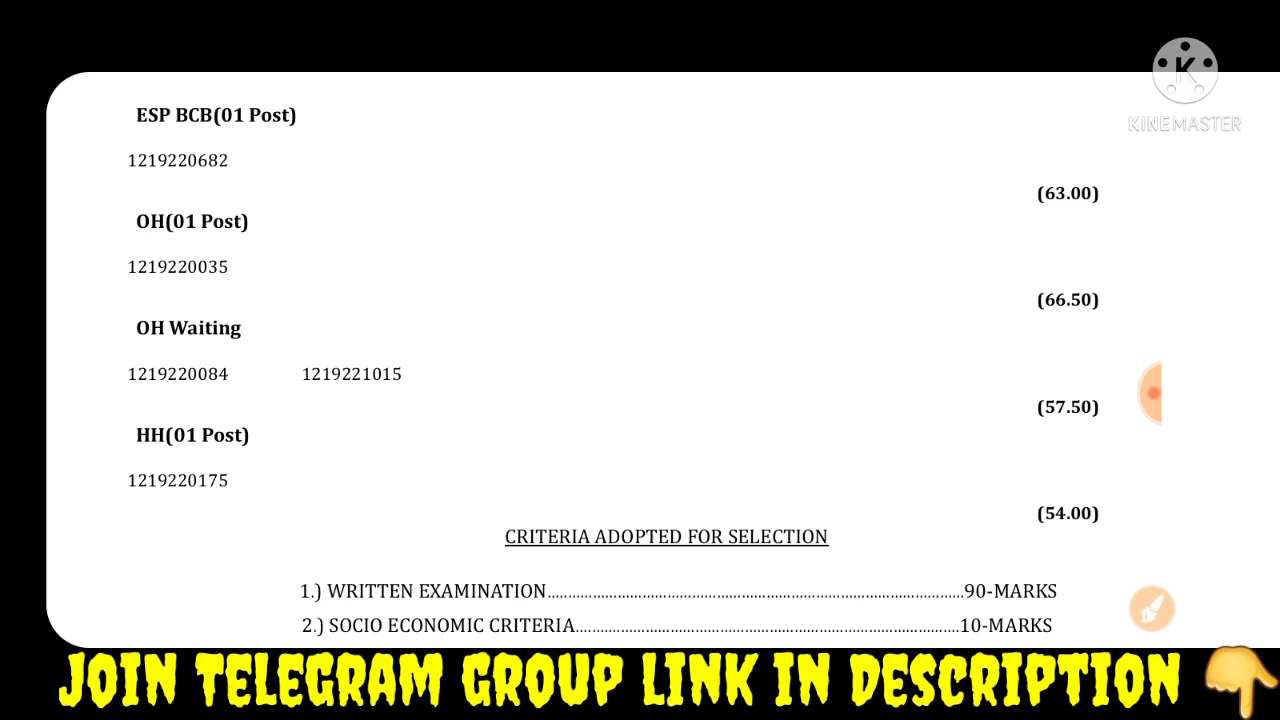 KINEMASTER
ESP BCB(01 Post)
1219220682
(63.00)
OH(01 Post)
1219220035
(66.50)
OH Waiting
1219220084 1219221015
(57.50)
HH(01 Post)
1219220175
(54.00)
CRITERIA ADOPTED FOR SELECTION
1.) WRITTEN EXAMINATION....................................................................................................90-MARKS
2.) SOCIO ECONOMIC CRITERIA............................................................................................10-MARKS
JOIN TELEGRAM GROUP LINK IN DESCRIPTION